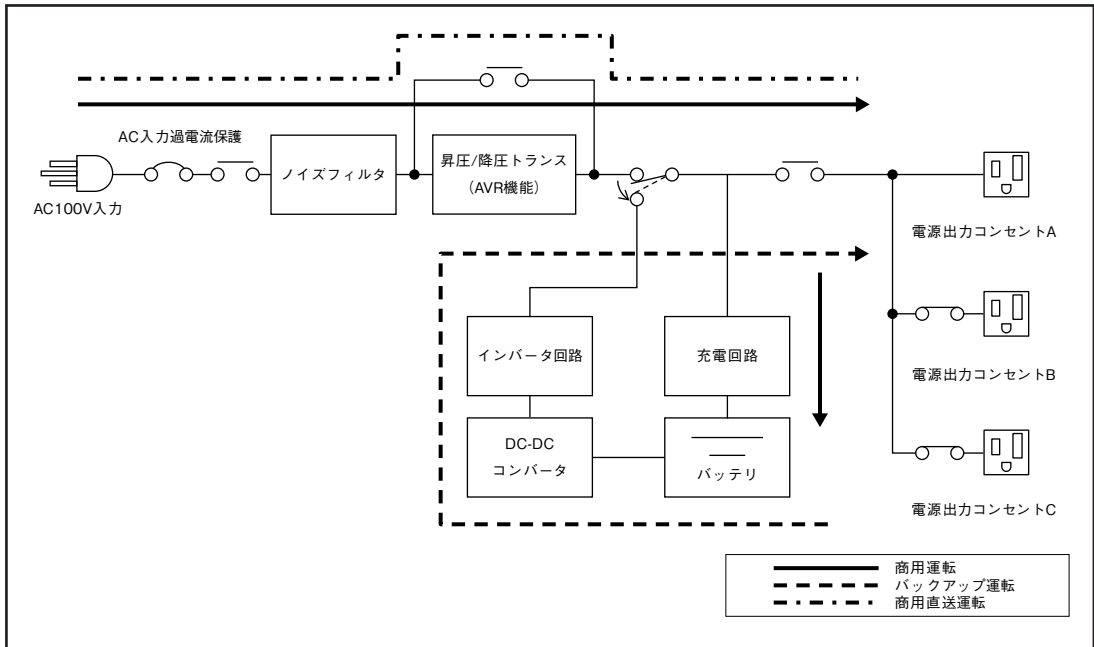 AC入力過電流保護
AC100V入力
ノイズフィルタ
昇圧/降圧トランス
（AVR機能）
電源出力コンセントA
インバータ回路
充電回路
電源出力コンセントB
DC-DC
コンバータ
バッテリ
電源出力コンセントC
商用運転
バックアップ運転
商用直送運転